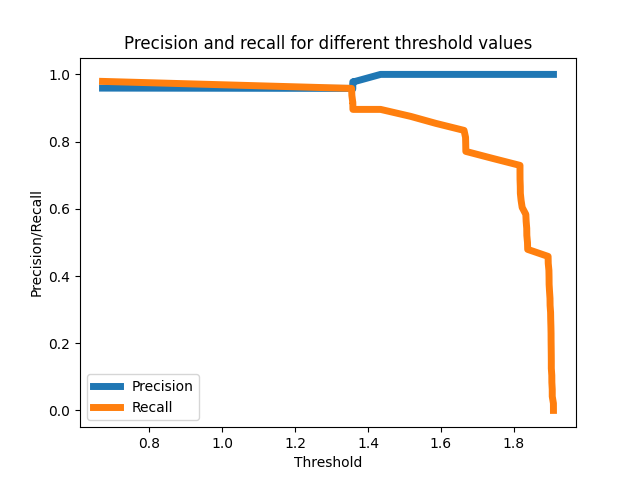 Precision and recall for different threshold values
1.0
0.8
0.6
0.4
0.2
0.0
Precision/Recall
Precision
Recall
0.8 1.0 1.2 1.4 1.6 1.8
Threshold